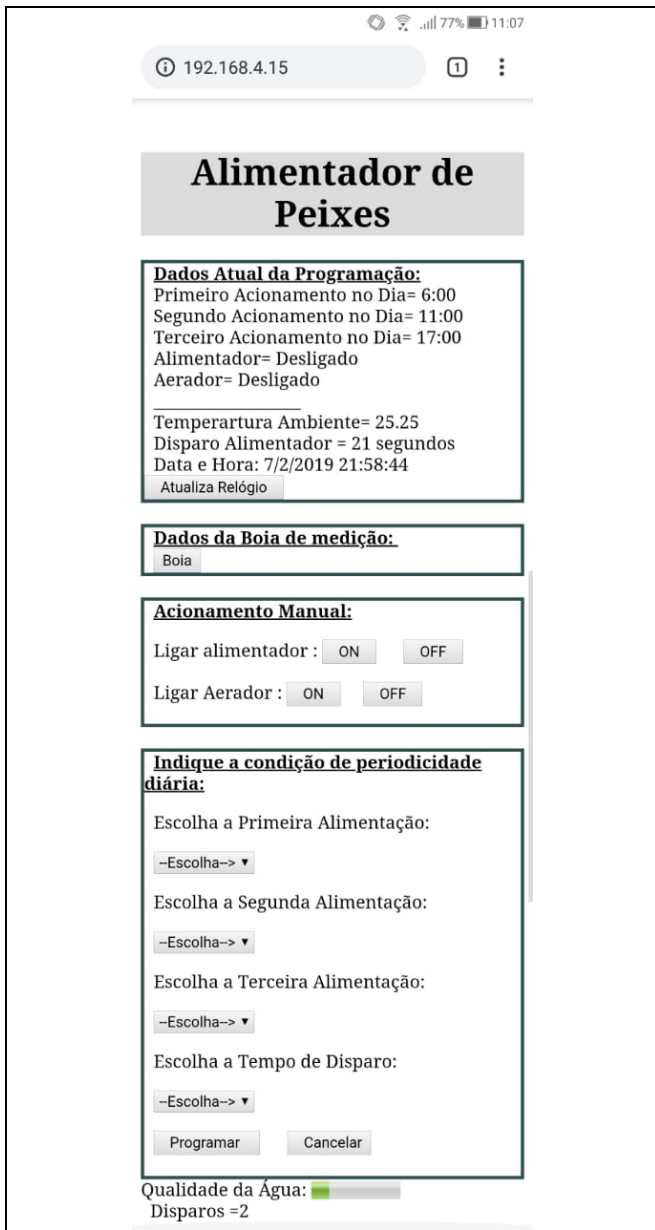 77% 11:07
192.168.4.15 1
Alimentador de
Peixes
Dados Atual da Programação:
Primeiro Acionamento no Dia= 6:00
Segundo Acionamento no Dia= 11:00
Terceiro Acionamento no Dia= 17:00
Alimentador= Desligado
Aerador= Desligado
Temperartura Ambiente= 25.25
Disparo Alimentador = 21 segundos
Data e Hora: 7/2/2019 21:58:44
Atualiza Relógio
Dados da Boia de medição:
Boia
Acionamento Manual:
Ligar alimentador : ON OFF
Ligar Aerador : ON OFF
Indique a condição de periodicidade
diária:
Escolha a Primeira Alimentação:
--Escolha-->
Escolha a Segunda Alimentação:
--Escolha-->
Escolha a Terceira Alimentação:
--Escolha-->
Escolha a Tempo de Disparo:
--Escolha-->
Programar Cancelar
Qualidade da Água:
Disparos =2